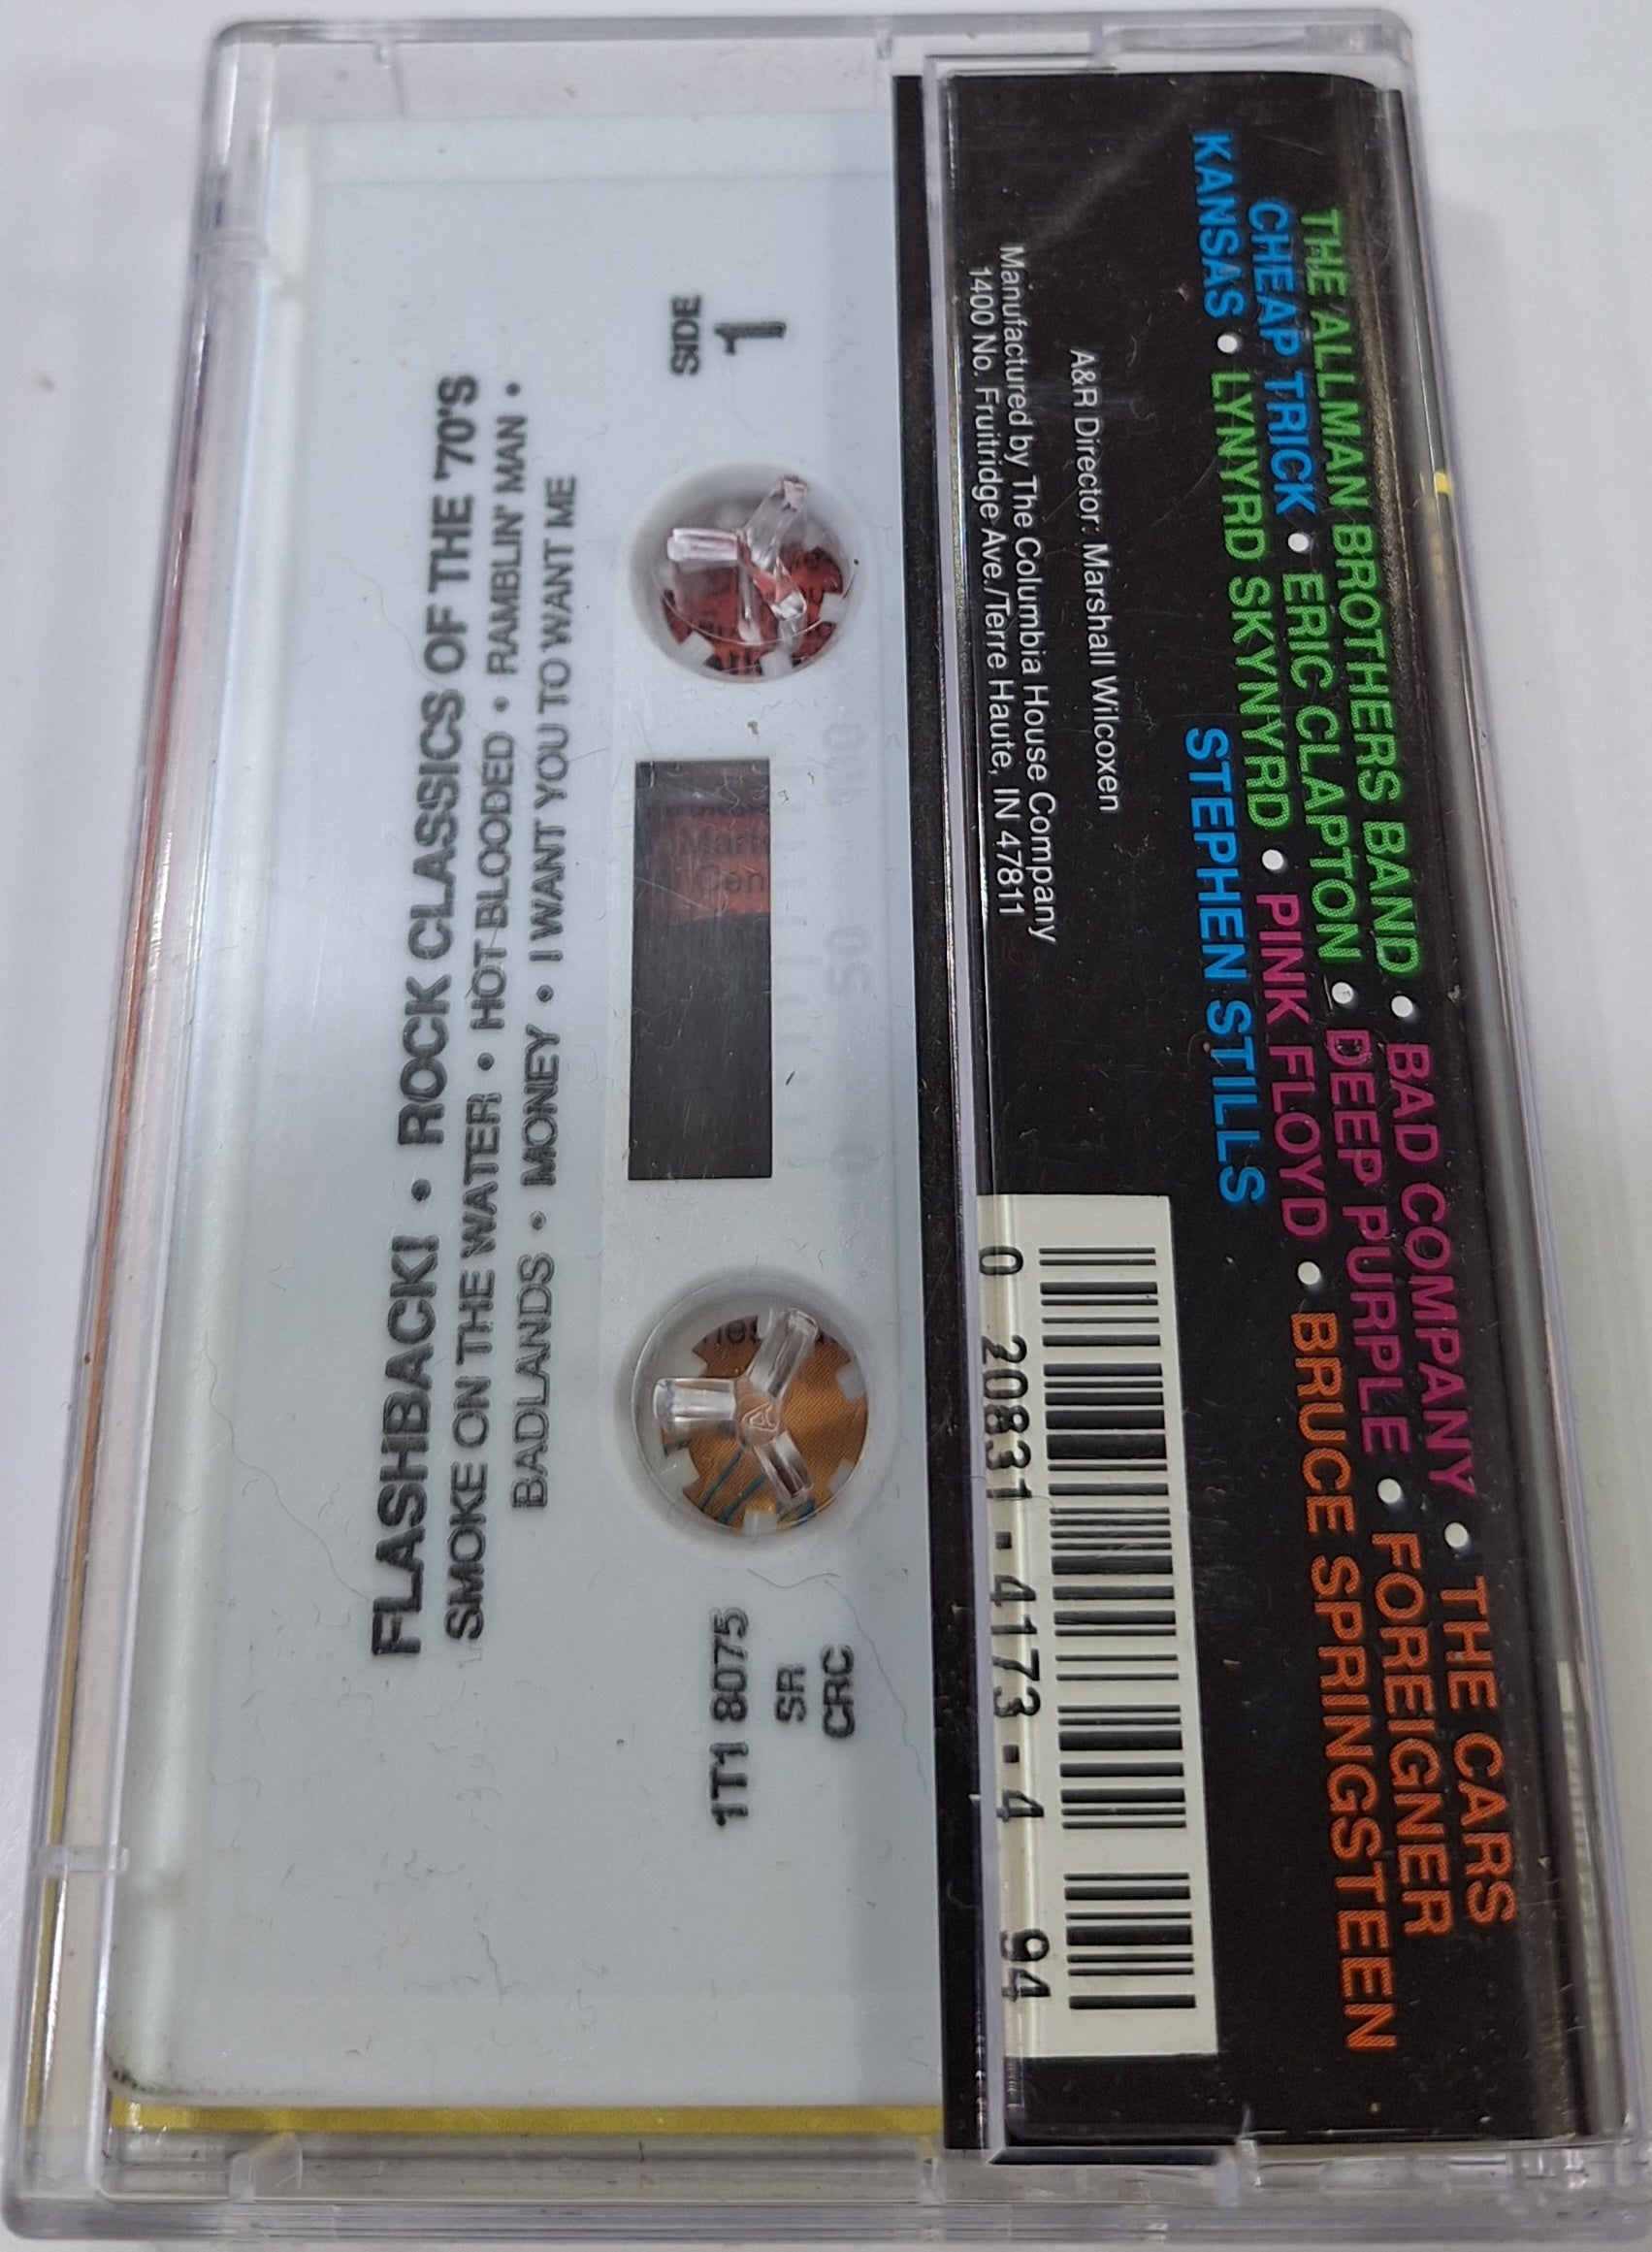 THE ALLMAN BROTHERS BAND • BAD COMPANY • THE CARS
CHEAP TRICK • ERIC CLAPTON • DEEP PURPLE • FOREIGNER
KANSAS • LYNYRD SKYNYRD • PINK FLOYD • BRUCE SPRINGSTEEN
STEPHEN STILLS
A&R Director: Marshall Wilcoxen
Manufactured by The Columbia House Company
1400 No. Fruitridge Ave./Terre Haute, IN 47811
0 20831-4173-4 94
FLASHBACK! • ROCK CLASSICS OF THE '70'S
SMOKE ON THE WATER • HOT BLOODED • RAMBLIN' MAN •
BADLANDS • MONEY • I WANT YOU TO WANT ME
SIDE
1
1T1 8075
SR
CRC
0 50 100